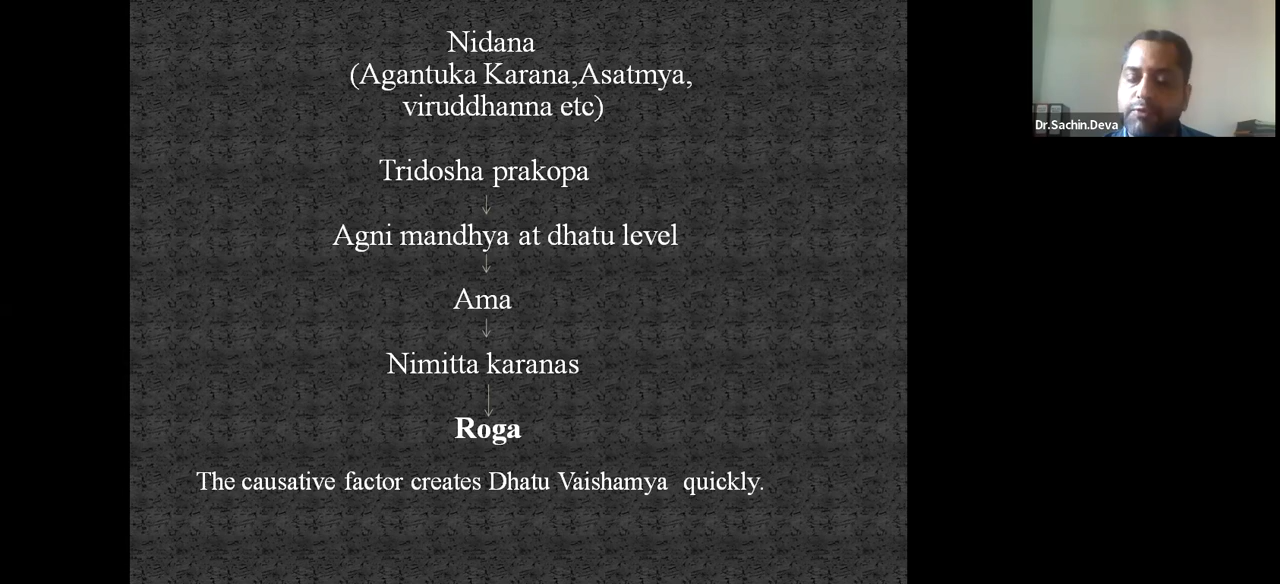 Nidana
(Agantuka Karana,Asatmya,
viruddhanna etc)
Tridosha prakopa
Agni mandhya at dhatu level
Ama
Nimitta karanas
Roga
The causative factor creates Dhatu Vaishamya  quickly.
Dr.Sachin.Deva